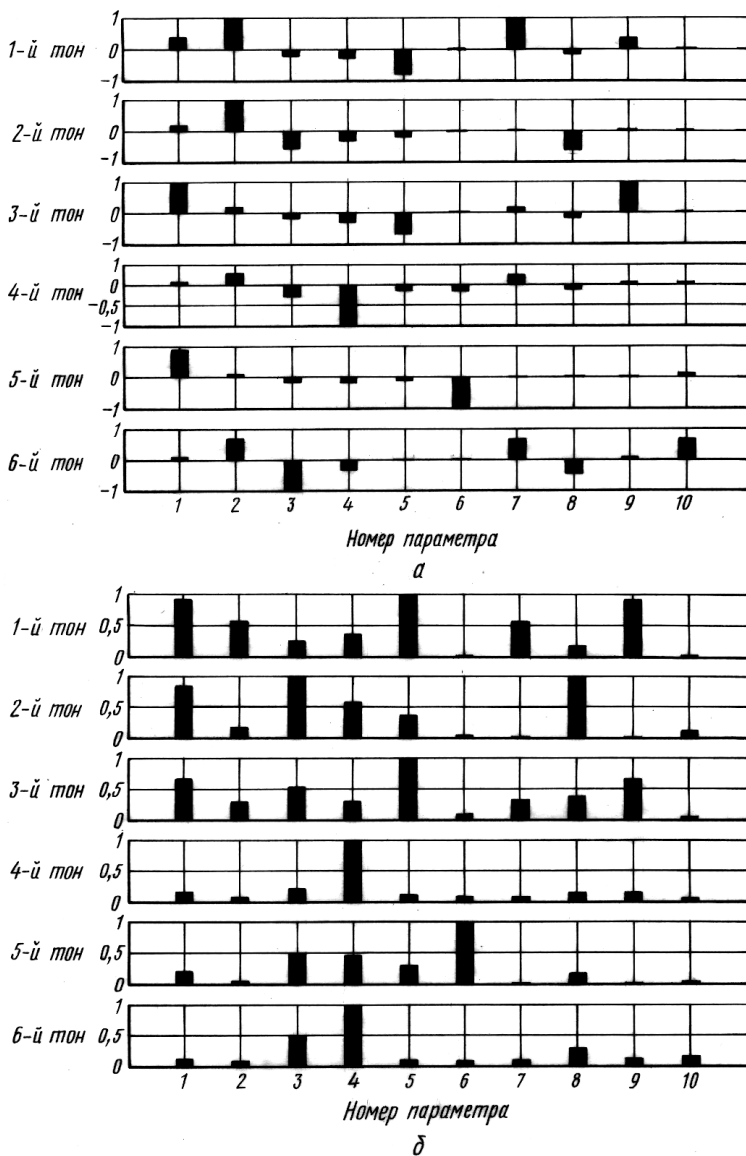 1
1-й тон 0
-1
1
2-й тон 0
-1
1
3-й тон 0
-1
1
4-й тон 0
-0,5
-1
1
5-й тон 0
-1
1
6-й тон 0
-1
1 2 3 4 5 6 7 8 9 10
Номер параметра
а
1
1-й тон 0,5
0
1
2-й тон 0,5
0
1
3-й тон 0,5
0
1
4-й тон 0,5
0
1
5-й тон 0,5
0
1
6-й тон 0,5
0
1 2 3 4 5 6 7 8 9 10
Номер параметра
б